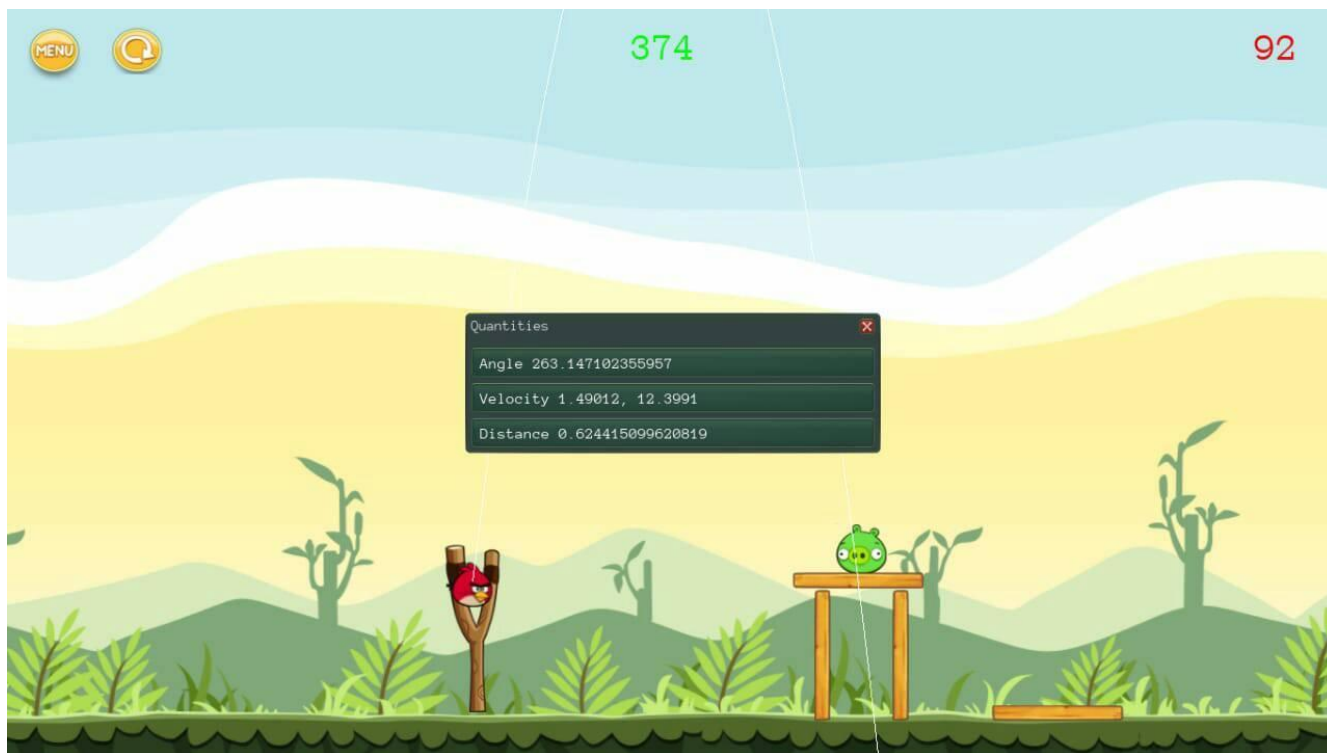 MENU
374
92
Quantities
Angle 263.147102355957
Velocity 1.49012, 12.3991
Distance 0.624415099620819